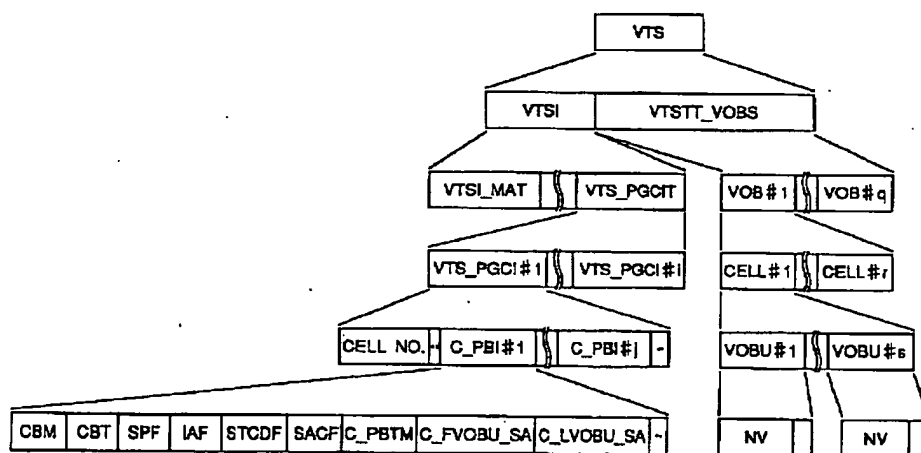 VTS
VTSI VTSTT_VOBS
VTSI_MAT VTS_PGCIT VOB#1 VOB#q
VTS_PGCI#1 VTS_PGCI#i CELL#1 CELL#r
CELL NO. -- C_PBI#1 C_PBI#j - VOBU#1 VOBU#s
CBM CBT SPF IAF STCDF SACF C_PBTM C_FVOBU_SA C_LVOBU_SA - NV NV